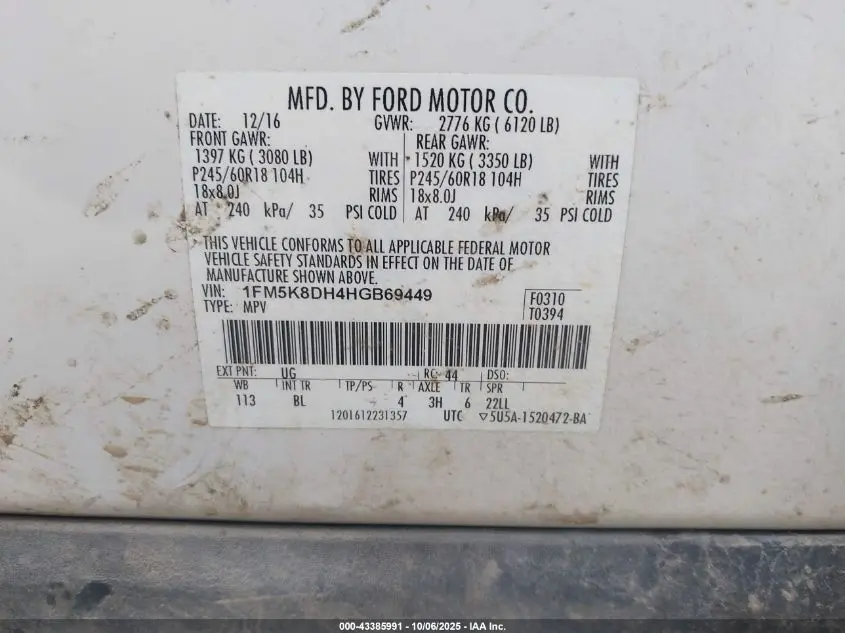 MFD. BY FORD MOTOR CO.
DATE: 12/16 GVWR: 2776 KG ( 6120 LB)
FRONT GAWR: REAR GAWR:
1397 KG ( 3080 LB) WITH 1520 KG ( 3350 LB) WITH
P245/60R18 104H TIRES P245/60R18 104H TIRES
18x8.0J RIMS 18x8.0J RIMS
AT 240 kPa/ 35 PSI COLD AT 240 kPa/ 35 PSI COLD
THIS VEHICLE CONFORMS TO ALL APPLICABLE FEDERAL MOTOR
VEHICLE SAFETY STANDARDS IN EFFECT ON THE DATE OF
MANUFACTURE SHOWN ABOVE.
VIN: 1FM5K8DH4HGB69449 F0310
TYPE: MPV T0394
EXT PNT: UG RC: 44 DSO:
WB INT TR TP/PS R AXLE TR SPR
113 BL 4 3H 6 22LL
1201612231357 UTC ▽5U5A-1520472-BA
000-43385991 - 10/06/2025 - IAA Inc.